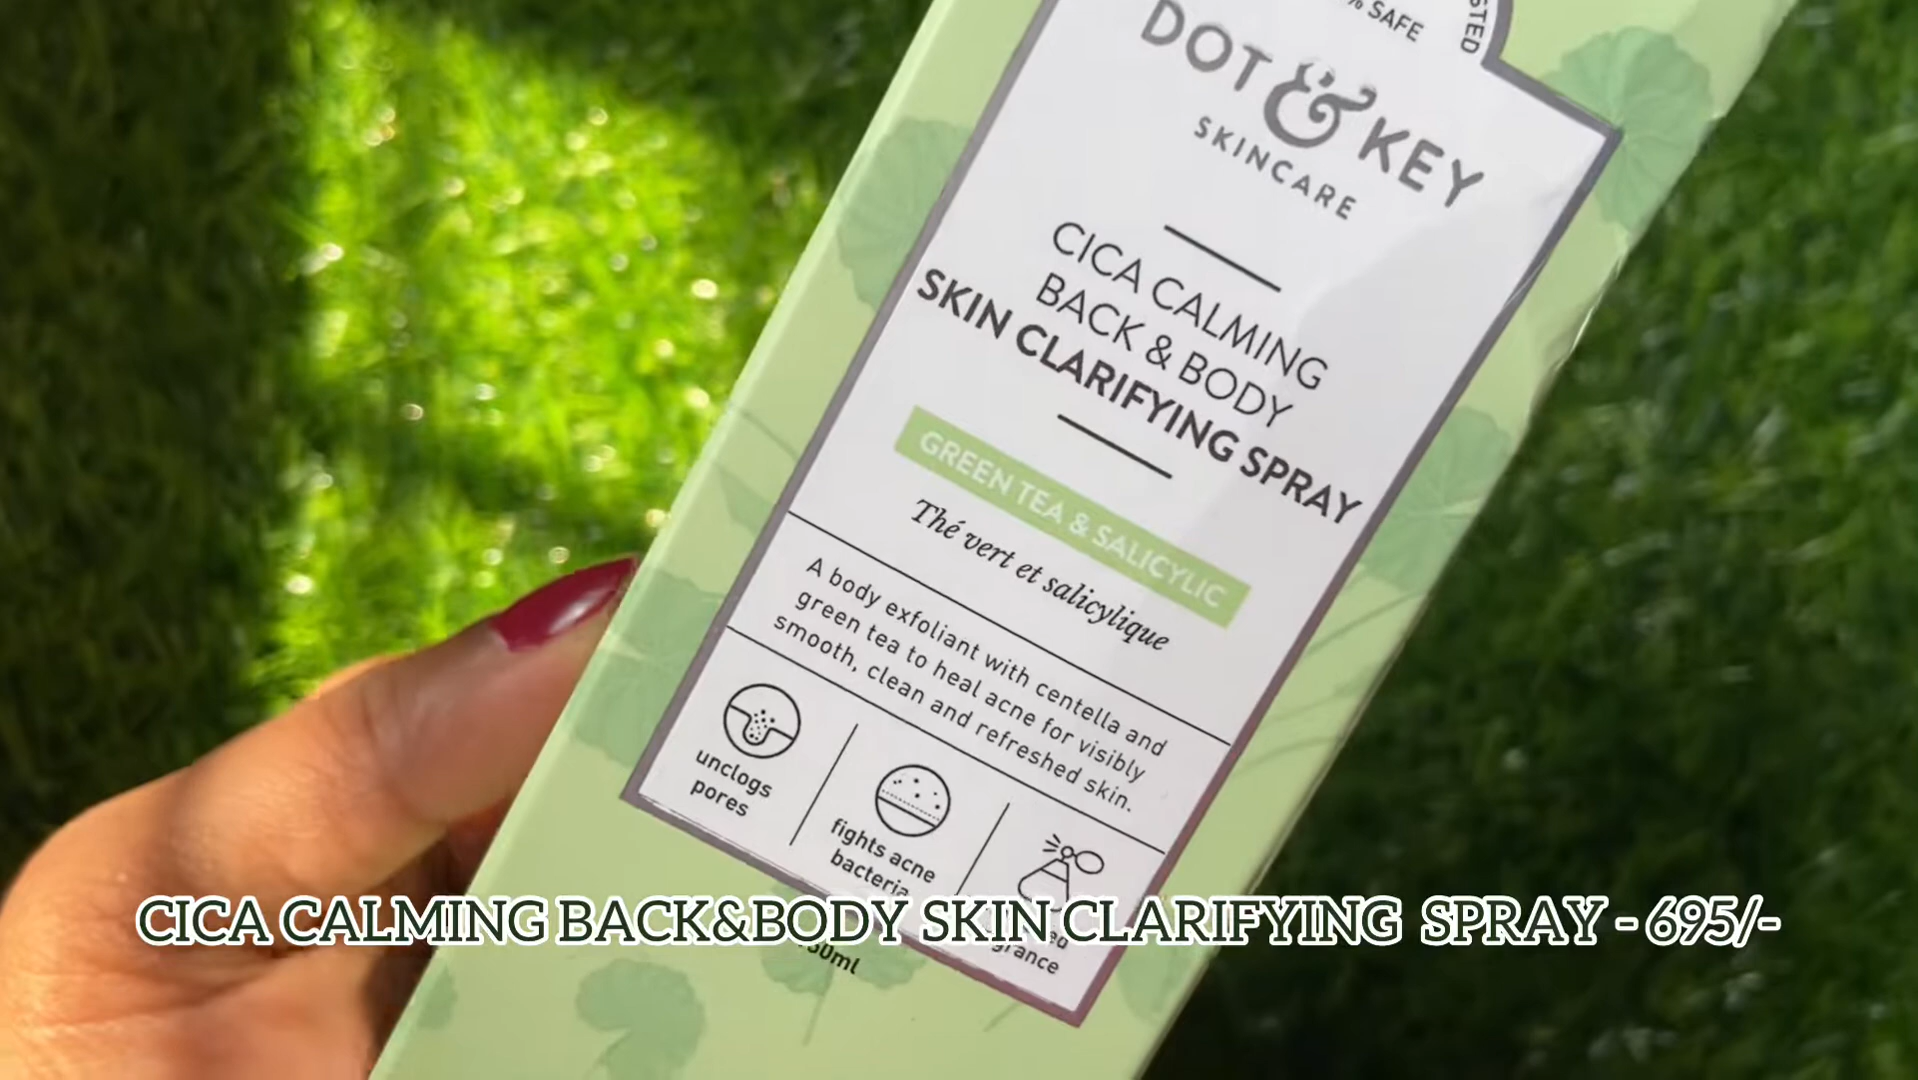 % SAFE
DOT & KEY
SKINCARE
CICA CALMING
BACK & BODY
SKIN CLARIFYING SPRAY
GREEN TEA & SALICYLIC
Thé vert et salicylique
A body exfoliant with centella and
green tea to heal acne for visibly
smooth, clean and refreshed skin.
unclogs
pores
fights acne
bacteria
CICA CALMING BACK&BODY SKIN CLARIFYING SPRAY - 695/-